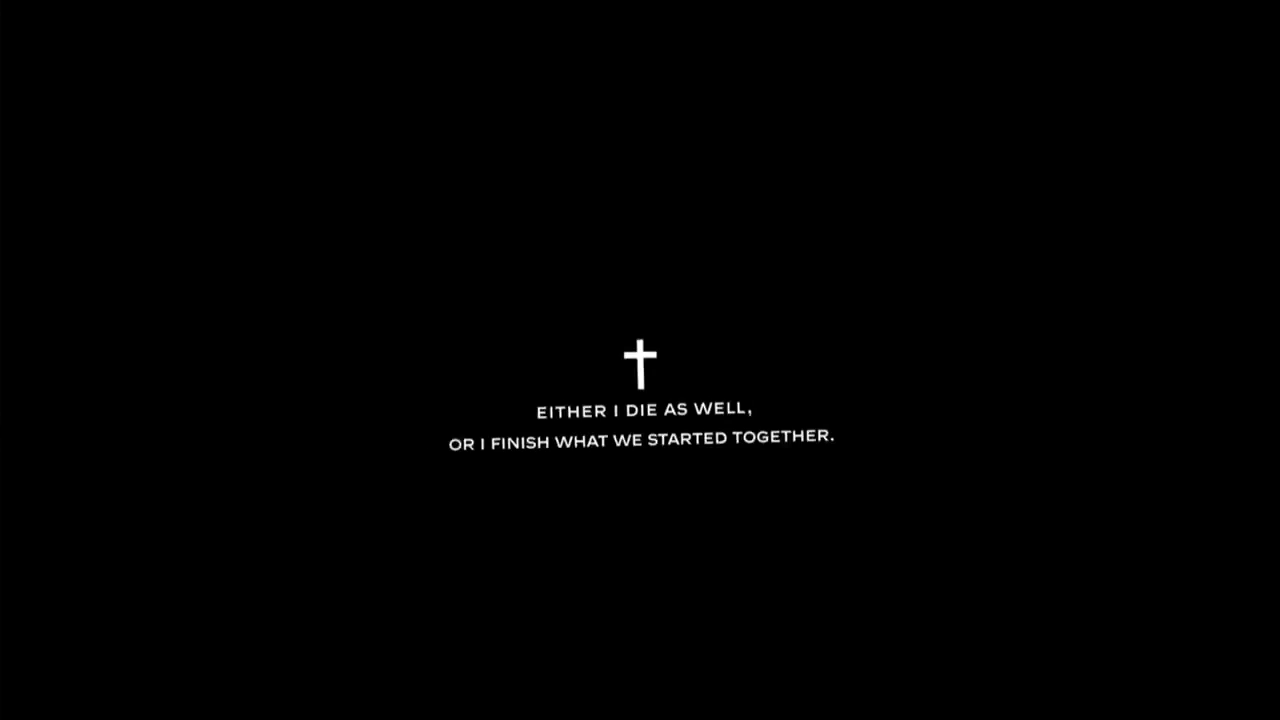 EITHER I DIE AS WELL,
OR I FINISH WHAT WE STARTED TOGETHER.